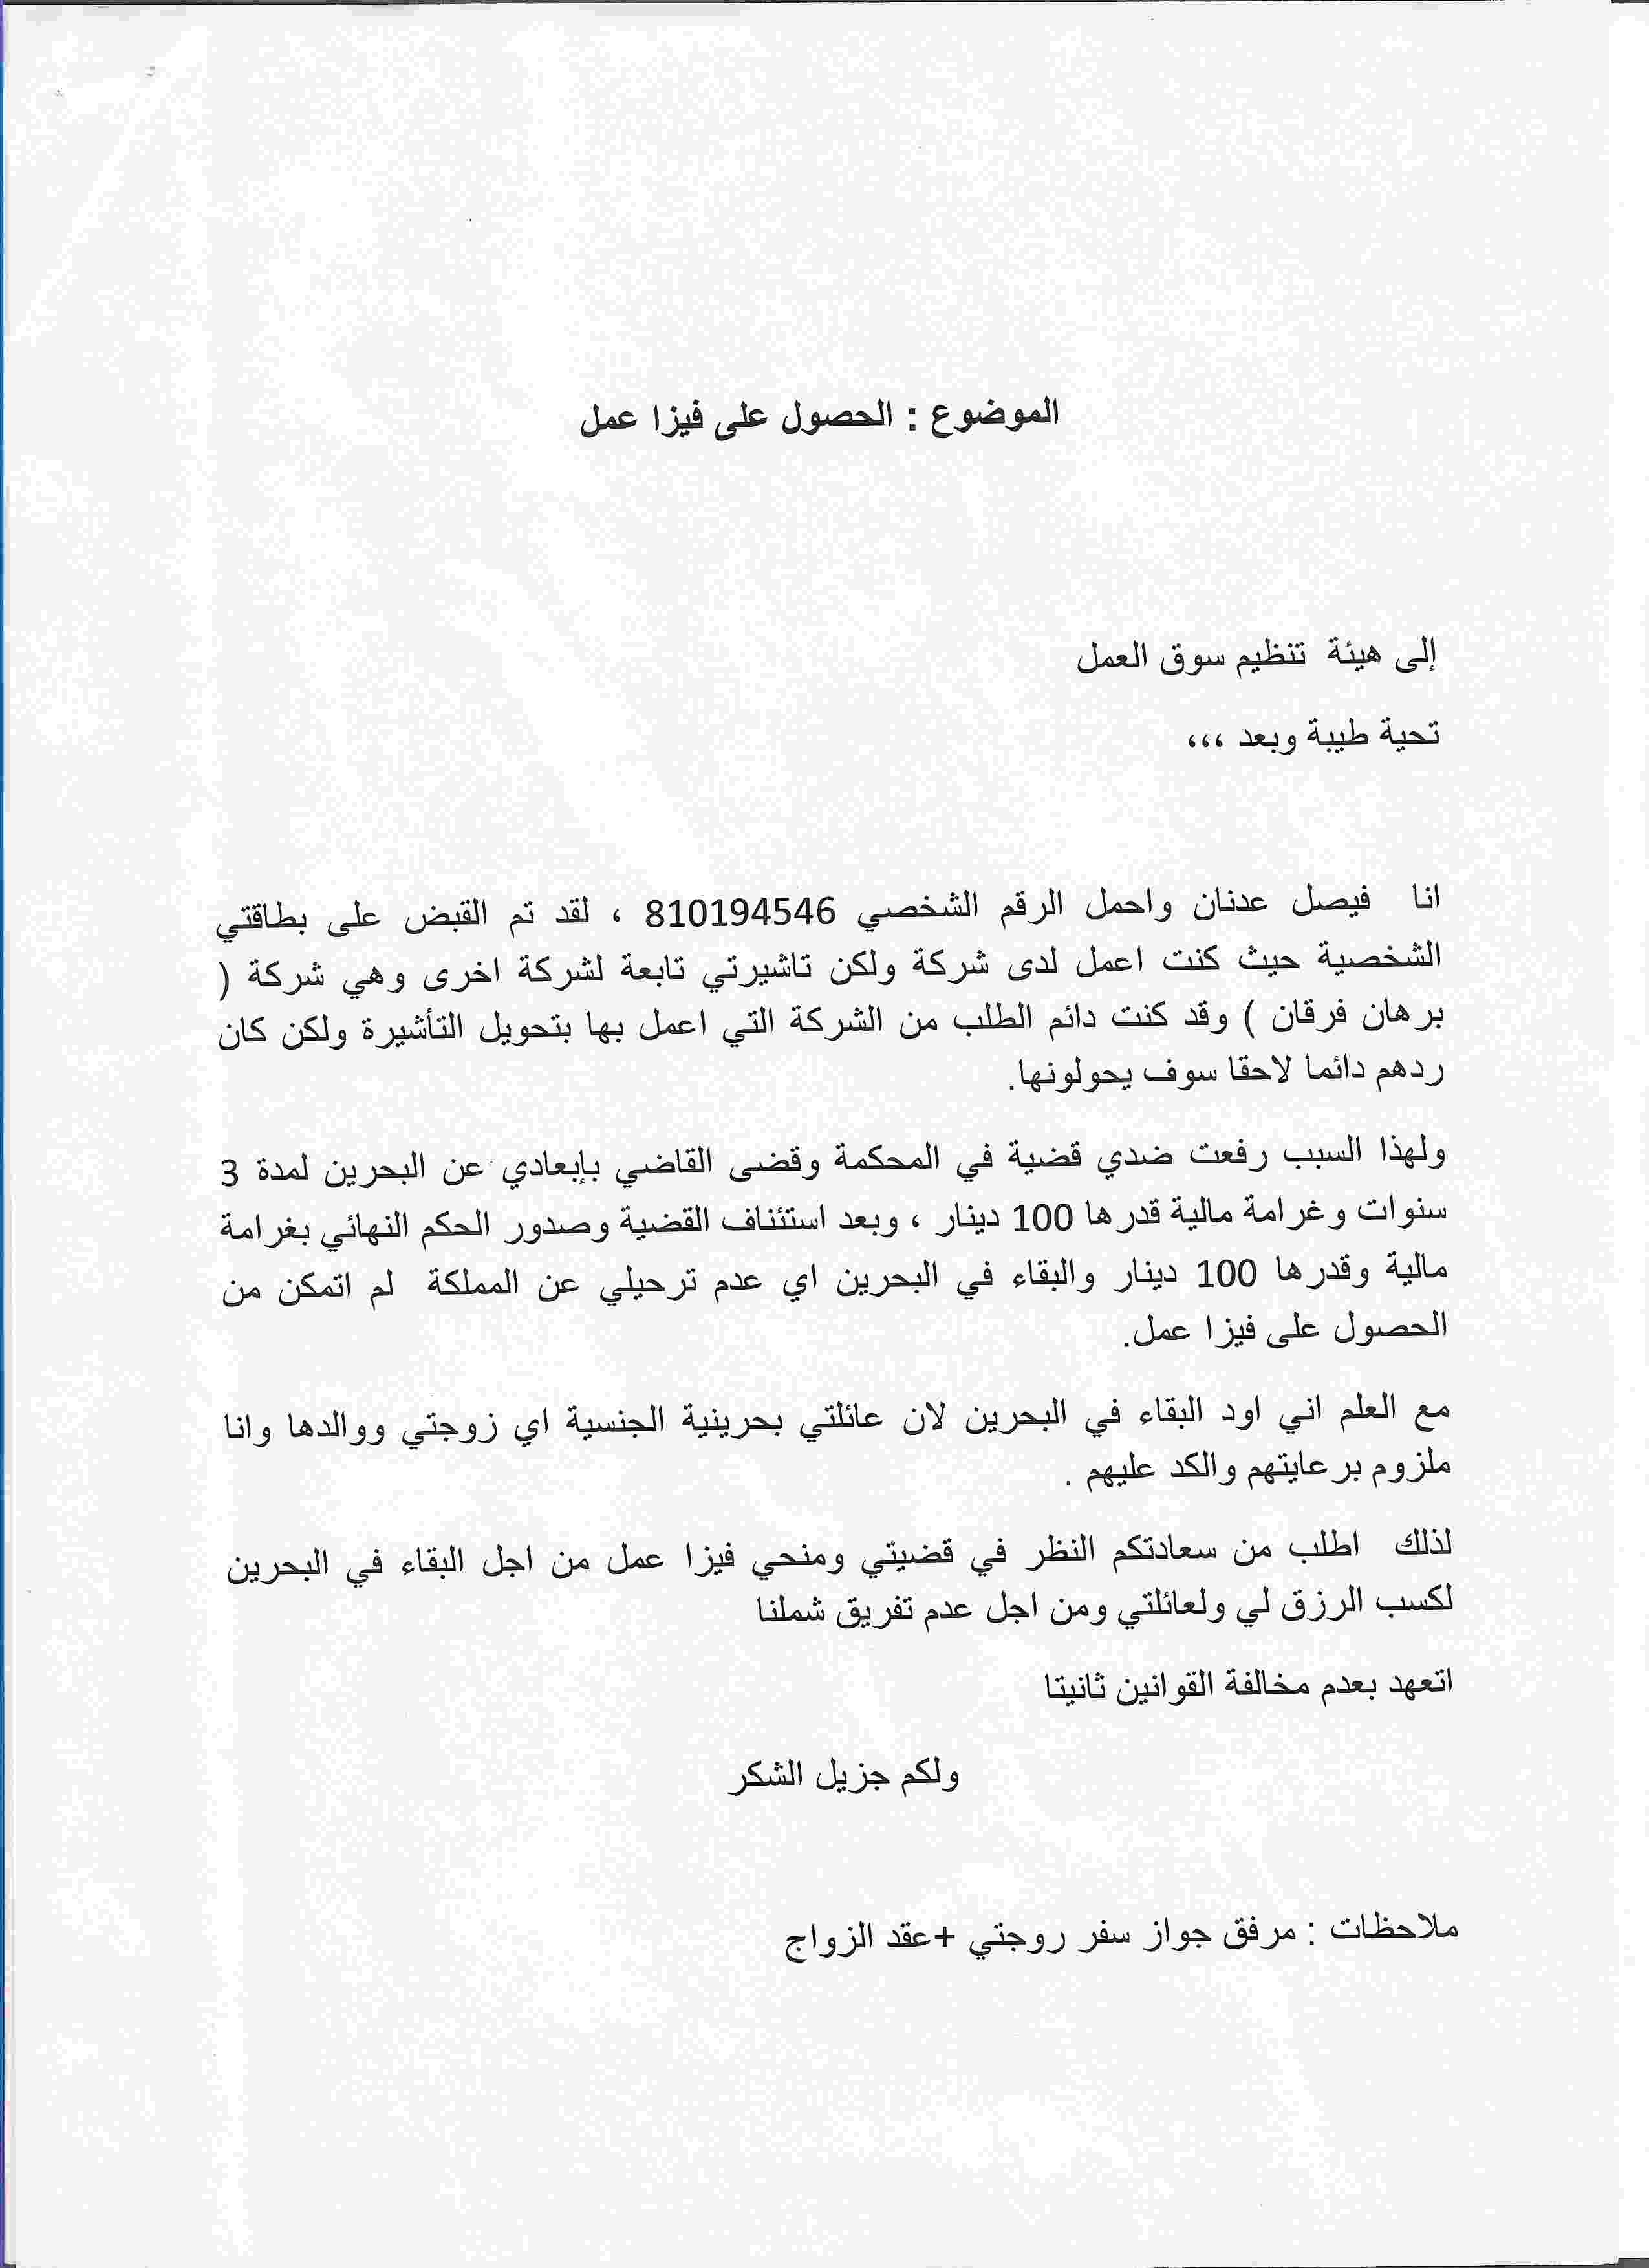 الموضوع : الحصول على فيزا عمل
إلى هيئة تنظيم سوق العمل
تحية طيبة وبعد ،،،
انا فيصل عدنان واحمل الرقم الشخصي 810194546 ، لقد تم القبض على بطاقتي
الشخصية حيث كنت اعمل لدى شركة ولكن تاشيرتي تابعة لشركة اخرى وهي شركة (
برهان فرقان ) وقد كنت دائم الطلب من الشركة التي اعمل بها بتحويل التأشيرة ولكن كان
ردهم دائما لاحقا سوف يحولونها.
ولهذا السبب رفعت ضدي قضية في المحكمة وقضى القاضي بإبعادي عن البحرين لمدة 3
سنوات وغرامة مالية قدرها 100 دينار ، وبعد استئناف القضية وصدور الحكم النهائي بغرامة
مالية وقدرها 100 دينار والبقاء في البحرين اي عدم ترحيلي عن المملكة لم اتمكن من
الحصول على فيزا عمل.
مع العلم اني اود البقاء في البحرين لان عائلتي بحرينية الجنسية اي زوجتي ووالدها وانا
ملزوم برعايتهم والكد عليهم .
لذلك اطلب من سعادتكم النظر في قضيتي ومنحي فيزا عمل من اجل البقاء في البحرين
لكسب الرزق لي ولعائلتي ومن اجل عدم تفريق شملنا
اتعهد بعدم مخالفة القوانين ثانيتا
ولكم جزيل الشكر
ملاحظات : مرفق جواز سفر روجتي +عقد الزواج